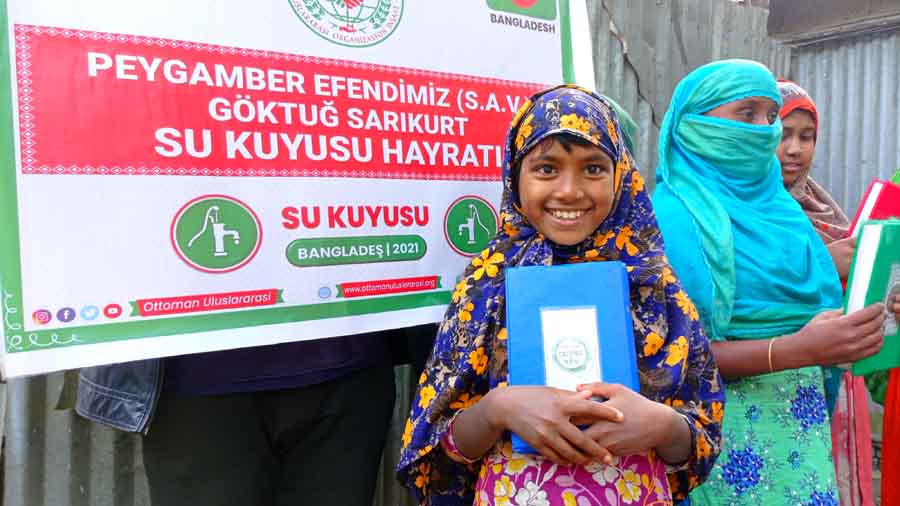 BANGLADESH
PEYGAMBER EFENDİMİZ (S.A.V.
GÖKTUĞ SARIKURT
SU KUYUSU HAYRATI
SU KUYUSU
BANGLADEŞ | 2021
Ottoman Uluslararası
www.ottomanuluslararasi.org